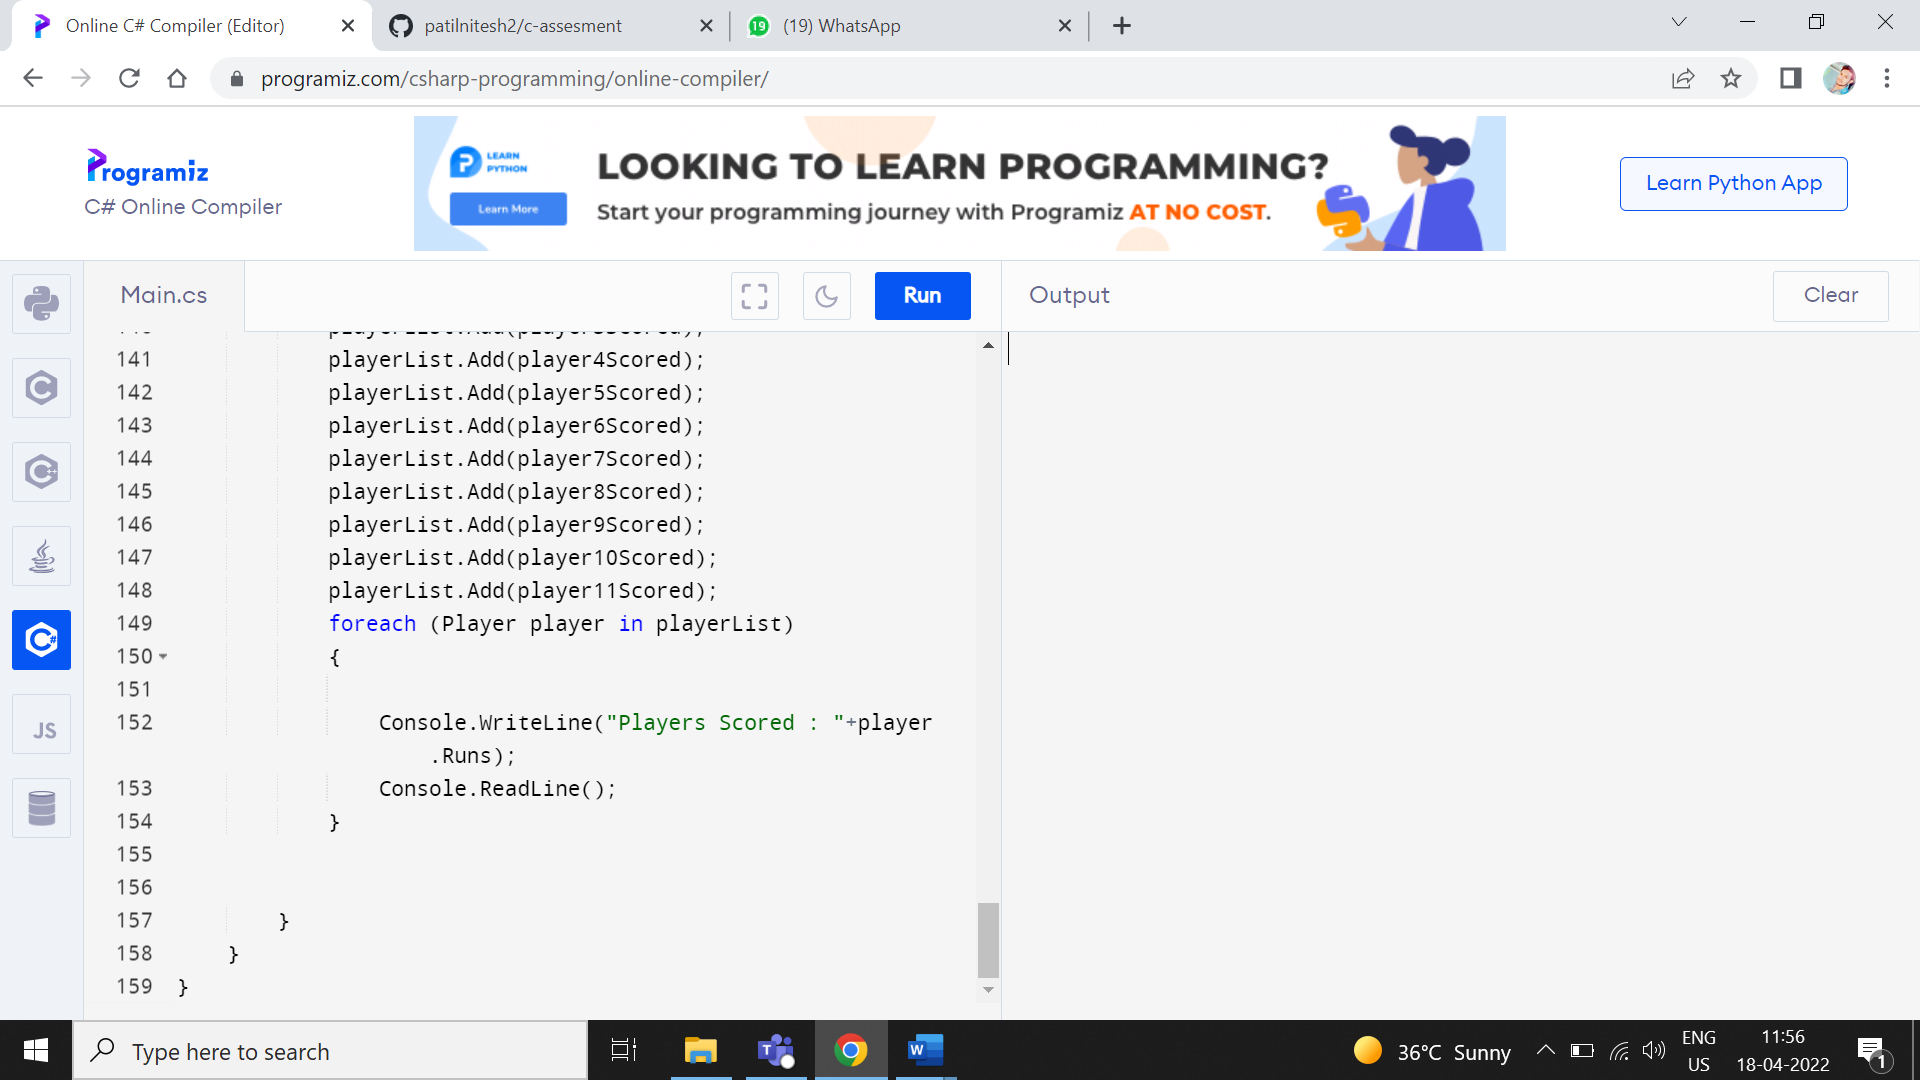 Online C# Compiler (Editor)
patilnitesh2/c-assesment
19
(19) WhatsApp
programiz.com/csharp-programming/online-compiler/
Programiz
C# Online Compiler
LEARN
PYTHON
Learn More
LOOKING TO LEARN PROGRAMMING?
Start your programming journey with Programiz AT NO COST.
Learn Python App
Main.cs
Run
Output
Clear
141 playerList.Add(player4Scored);
142 playerList.Add(player5Scored);
143 playerList.Add(player6Scored);
144 playerList.Add(player7Scored);
145 playerList.Add(player8Scored);
146 playerList.Add(player9Scored);
147 playerList.Add(player10Scored);
148 playerList.Add(player11Scored);
149 foreach (Player player in playerList)
150 {
151
152 Console.WriteLine("Players Scored : "+player
.Runs);
153 Console.ReadLine();
154 }
155
156
157 }
158 }
159 }
JS
Type here to search
36°C Sunny
ENG
US
11:56
18-04-2022
1